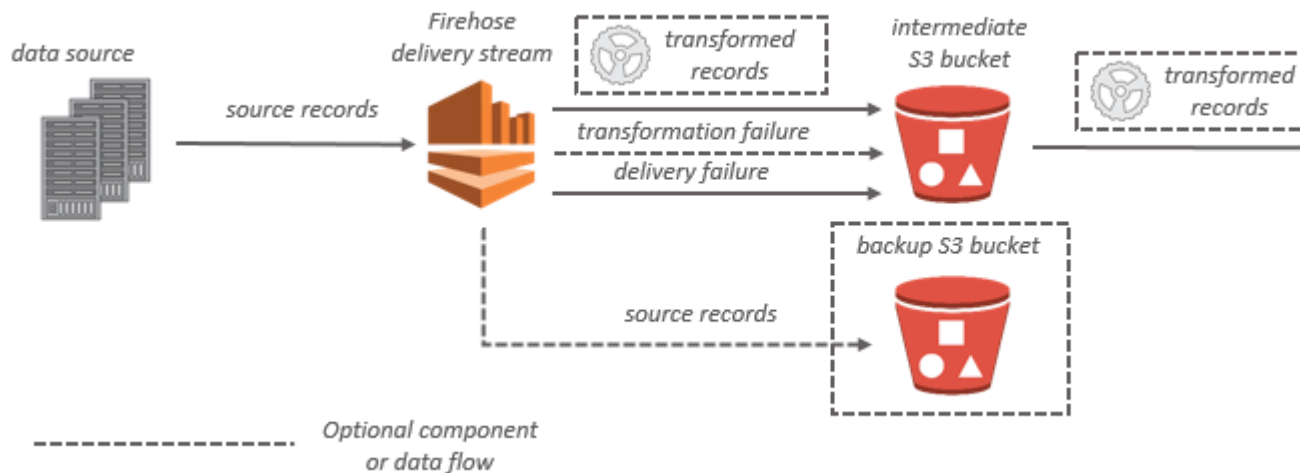 data source
source records
Firehose
delivery stream
transformed
records
transformation failure
delivery failure
intermediate
S3 bucket
transformed
records
backup S3 bucket
source records
Optional component
or data flow